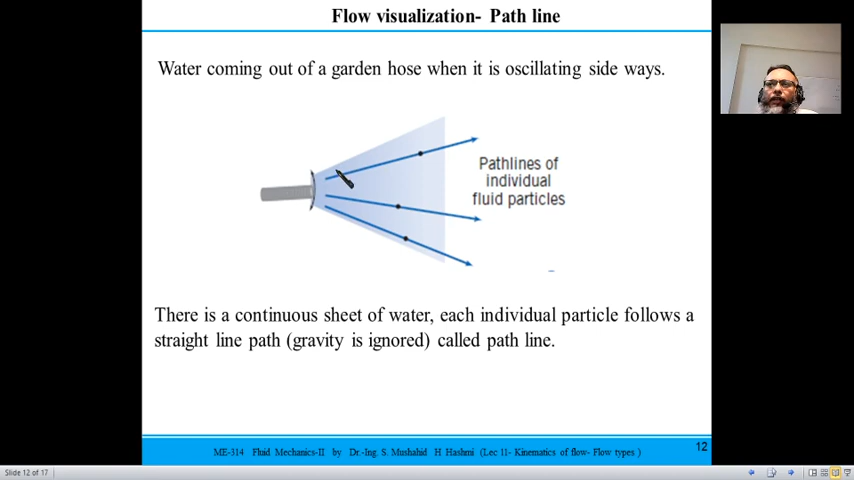 Flow visualization- Path line
Water coming out of a garden hose when it is oscillating side ways.
Pathlines of
individual
fluid particles
There is a continuous sheet of water, each individual particle follows a
straight line path (gravity is ignored) called path line.
ME-314 Fluid Mechanics-II by Dr.-Ing. S. Mushahid H Hashmi (Lec 11- Kinematics of flow- Flow types )
12
Slide 12 of 17